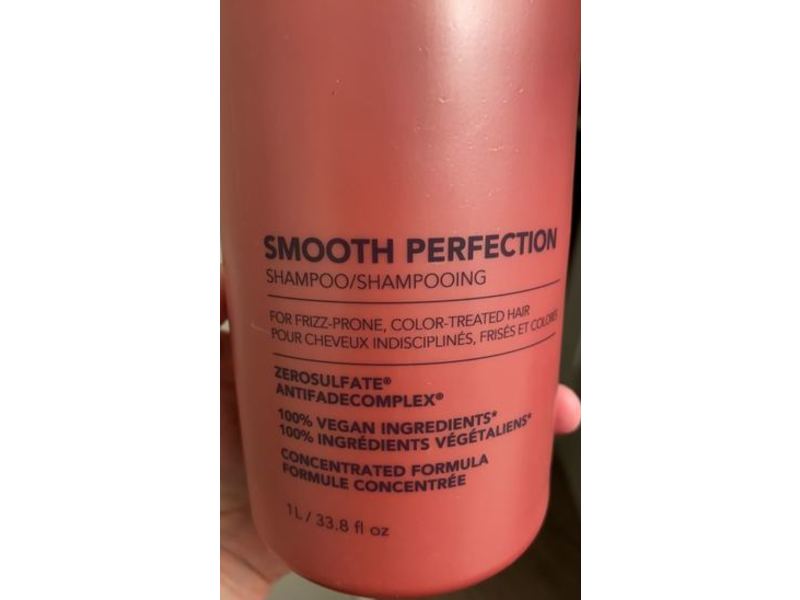 SMOOTH PERFECTION
SHAMPOO/SHAMPOOING
FOR FRIZZ-PRONE, COLOR-TREATED HAIR
POUR CHEVEUX INDISCIPLINÉS, FRISÉS ET COLORÉS
ZEROSULFATE®
ANTIFADECOMPLEX®
100% VEGAN INGREDIENTS*
100% INGRÉDIENTS VÉGÉTALIENS*
CONCENTRATED FORMULA
FORMULE CONCENTRÉE
1L / 33.8 fl oz